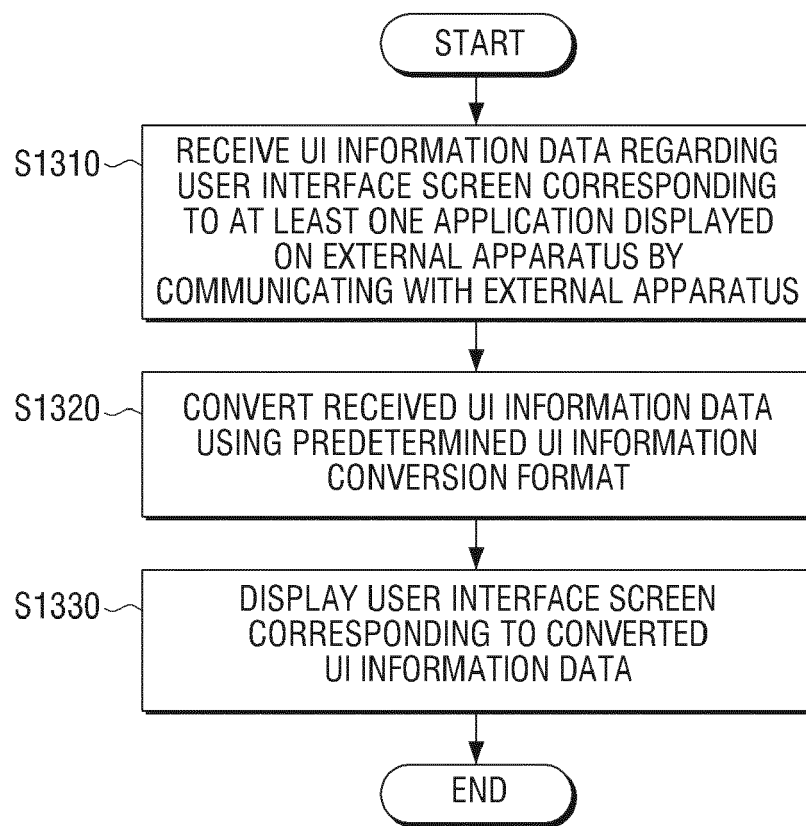 START
S1310
RECEIVE UI INFORMATION DATA REGARDING
USER INTERFACE SCREEN CORRESPONDING
TO AT LEAST ONE APPLICATION DISPLAYED
ON EXTERNAL APPARATUS BY
COMMUNICATING WITH EXTERNAL APPARATUS
S1320
CONVERT RECEIVED UI INFORMATION DATA
USING PREDETERMINED UI INFORMATION
CONVERSION FORMAT
S1330
DISPLAY USER INTERFACE SCREEN
CORRESPONDING TO CONVERTED
UI INFORMATION DATA
END